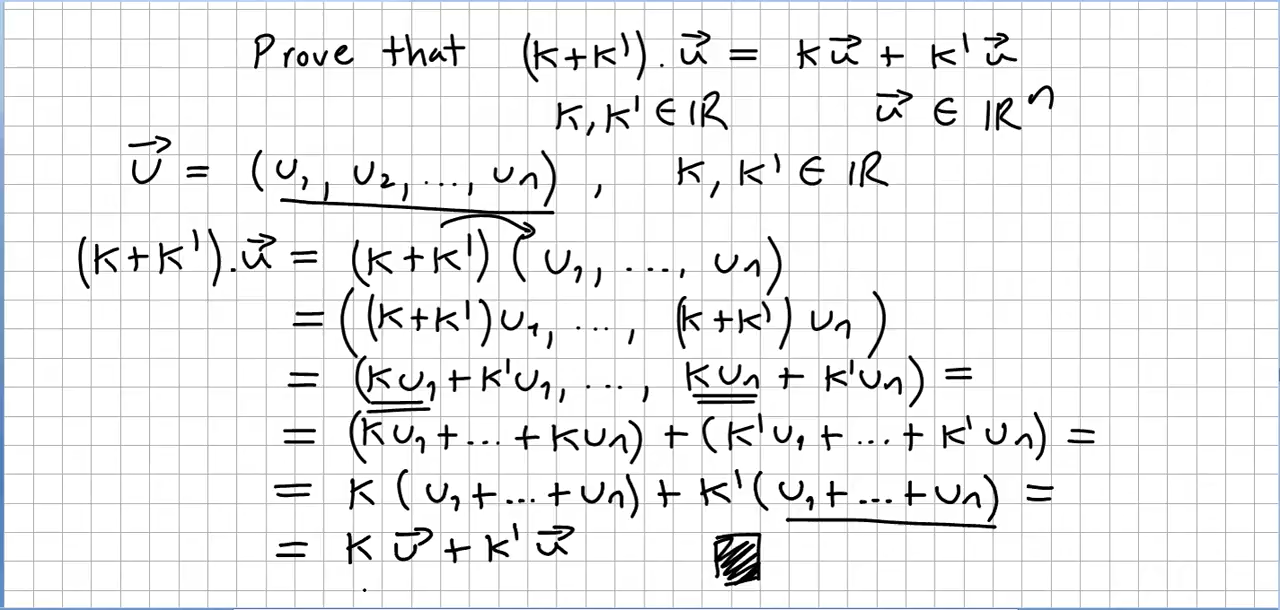 Prove that (k+k').u⃗ = ku⃗ + k'u⃗
k, k' ∈ ℝ u⃗ ∈ ℝⁿ
u⃗ = (u₁, u₂, ..., uₙ), k, k' ∈ ℝ
(k+k').u⃗ = (k+k')(u₁, ..., uₙ)
= ((k+k')u₁, ..., (k+k')uₙ)
= (ku₁+k'u₁, ..., kuₙ + k'uₙ) =
= (ku₁+...+kuₙ) + (k'u₁+...+k'uₙ) =
= k(u₁+...+uₙ) + k'(u₁+...+uₙ) =
= k u⃗ + k' u⃗